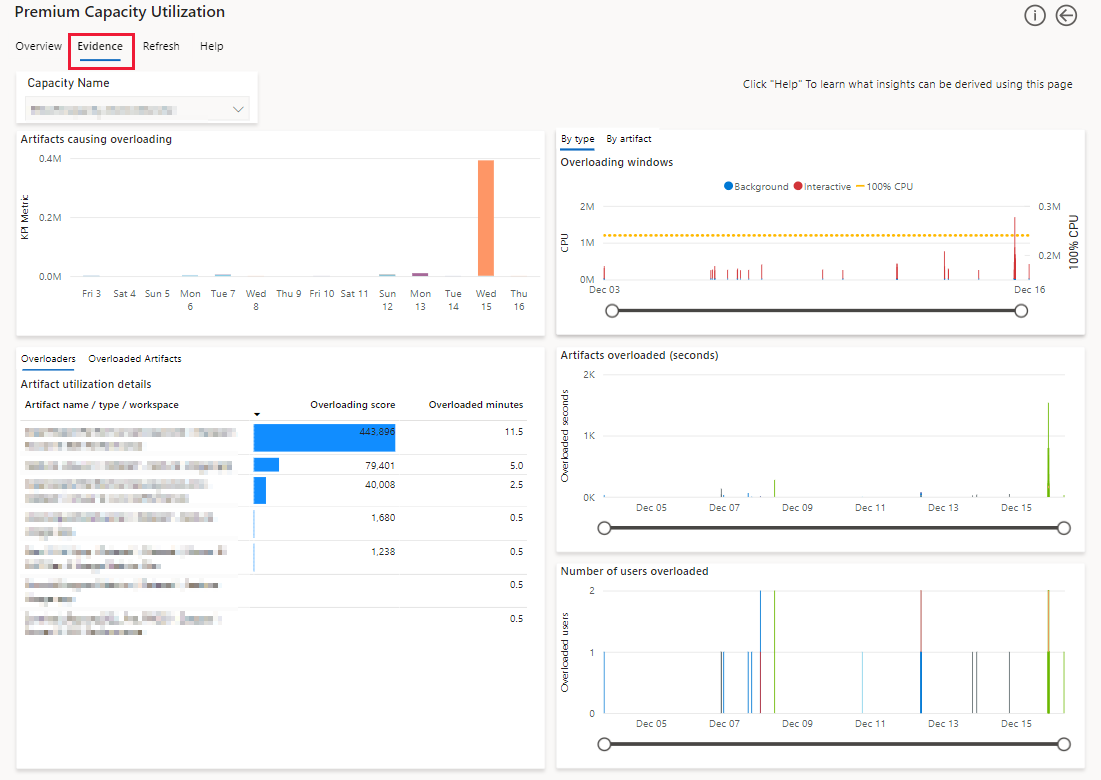 Premium Capacity Utilization
Overview Evidence Refresh Help
Capacity Name
Click "Help" To learn what insights can be derived using this page
Artifacts causing overloading
KPI Metric
0.4M
0.2M
0.0M
Fri 3 Sat 4 Sun 5 Mon 6 Tue 7 Wed 8 Thu 9 Fri 10 Sat 11 Sun 12 Mon 13 Tue 14 Wed 15 Thu 16
By type By artifact
Overloading windows
Background Interactive 100% CPU
CPU
2M
1M
0M
0.3M
0.2M
100% CPU
Dec 03 Dec 16
Overloaders Overloaded Artifacts
Artifact utilization details
Artifact name / type / workspace Overloading score Overloaded minutes
443,896 11.5
79,401 5.0
40,008 2.5
1,680 0.5
1,238 0.5
0.5
0.5
Artifacts overloaded (seconds)
Overloaded seconds
2K
1K
0K
Dec 05 Dec 07 Dec 09 Dec 11 Dec 13 Dec 15
Number of users overloaded
Overloaded users
2
1
0
Dec 05 Dec 07 Dec 09 Dec 11 Dec 13 Dec 15